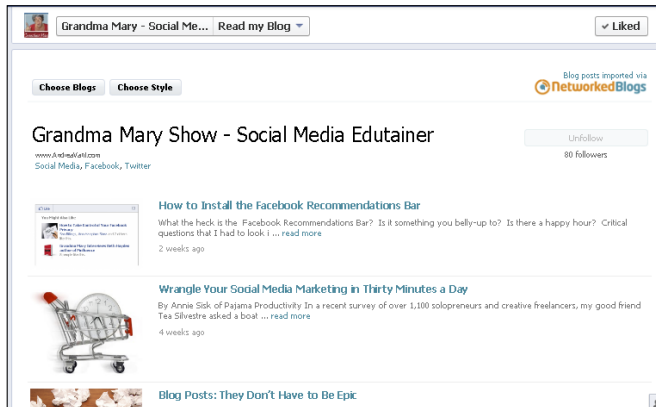 Grandma Mary - Social Me... Read my Blog
✔ Liked
Choose Blogs Choose Style
Blog posts imported via
NetworkedBlogs
Grandma Mary Show - Social Media Edutainer
Unfollow
80 followers
www.AndreaVahl.com
Social Media, Facebook, Twitter
How to Install the Facebook Recommendations Bar
What the heck is the Facebook Recommendations Bar? Is it something you belly-up to? Is there a happy hour? Critical
questions that I had to look i ... read more
2 weeks ago
Wrangle Your Social Media Marketing in Thirty Minutes a Day
By Annie Sisk of Pajama Productivity In a recent survey of over 1,100 solopreneurs and creative freelancers, my good friend
Tea Silvestre asked a boat ... read more
4 weeks ago
Blog Posts: They Don't Have to Be Epic